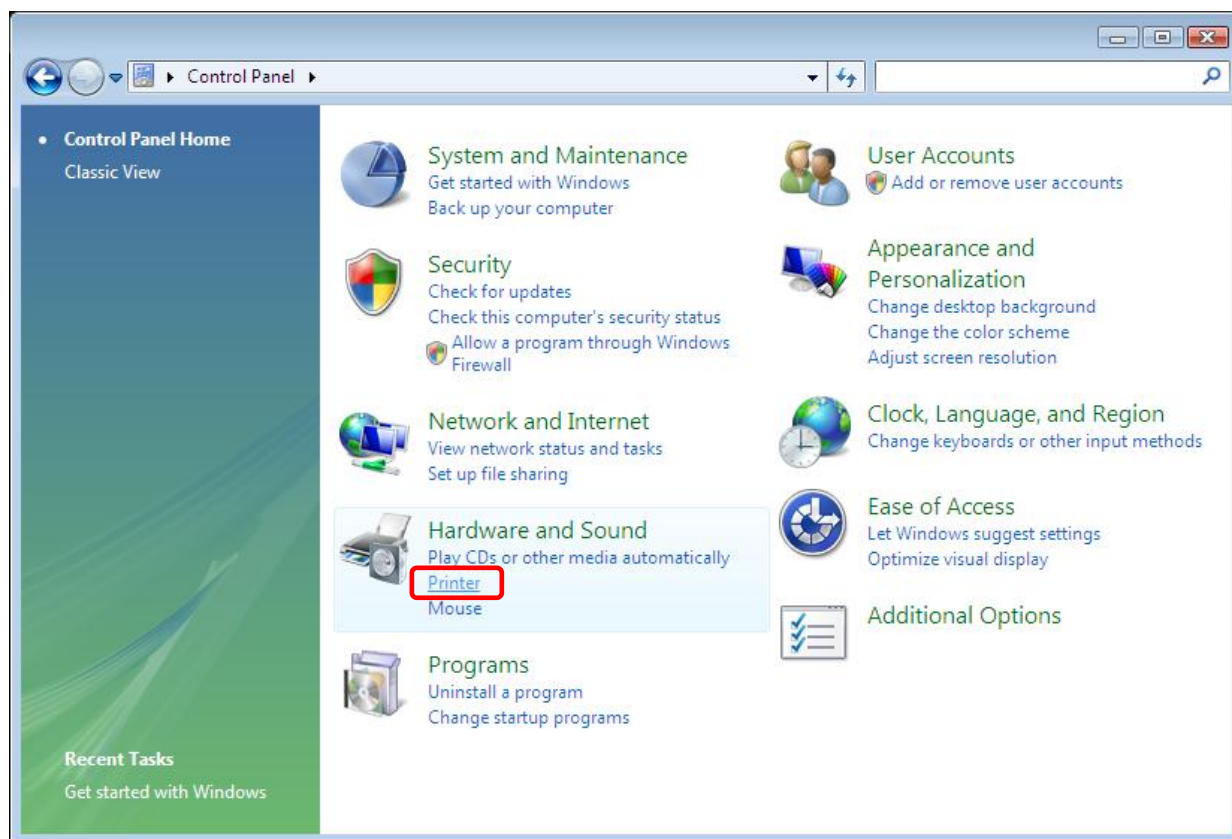 Control Panel
Control Panel Home
Classic View
System and Maintenance
Get started with Windows
Back up your computer
Security
Check for updates
Check this computer's security status
Allow a program through Windows
Firewall
Network and Internet
View network status and tasks
Set up file sharing
Hardware and Sound
Play CDs or other media automatically
Printer
Mouse
Programs
Uninstall a program
Change startup programs
User Accounts
Add or remove user accounts
Appearance and
Personalization
Change desktop background
Change the color scheme
Adjust screen resolution
Clock, Language, and Region
Change keyboards or other input methods
Ease of Access
Let Windows suggest settings
Optimize visual display
Additional Options
Recent Tasks
Get started with Windows